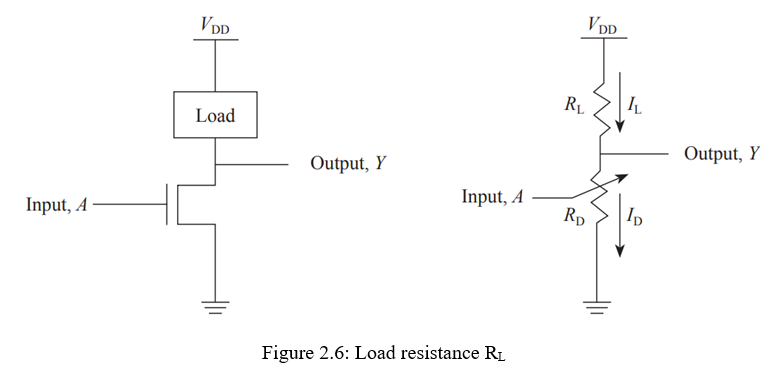 VDD
Load
Output, Y
Input, A
VDD
RL
IL
Output, Y
Input, A
RD
ID
Figure 2.6: Load resistance RL